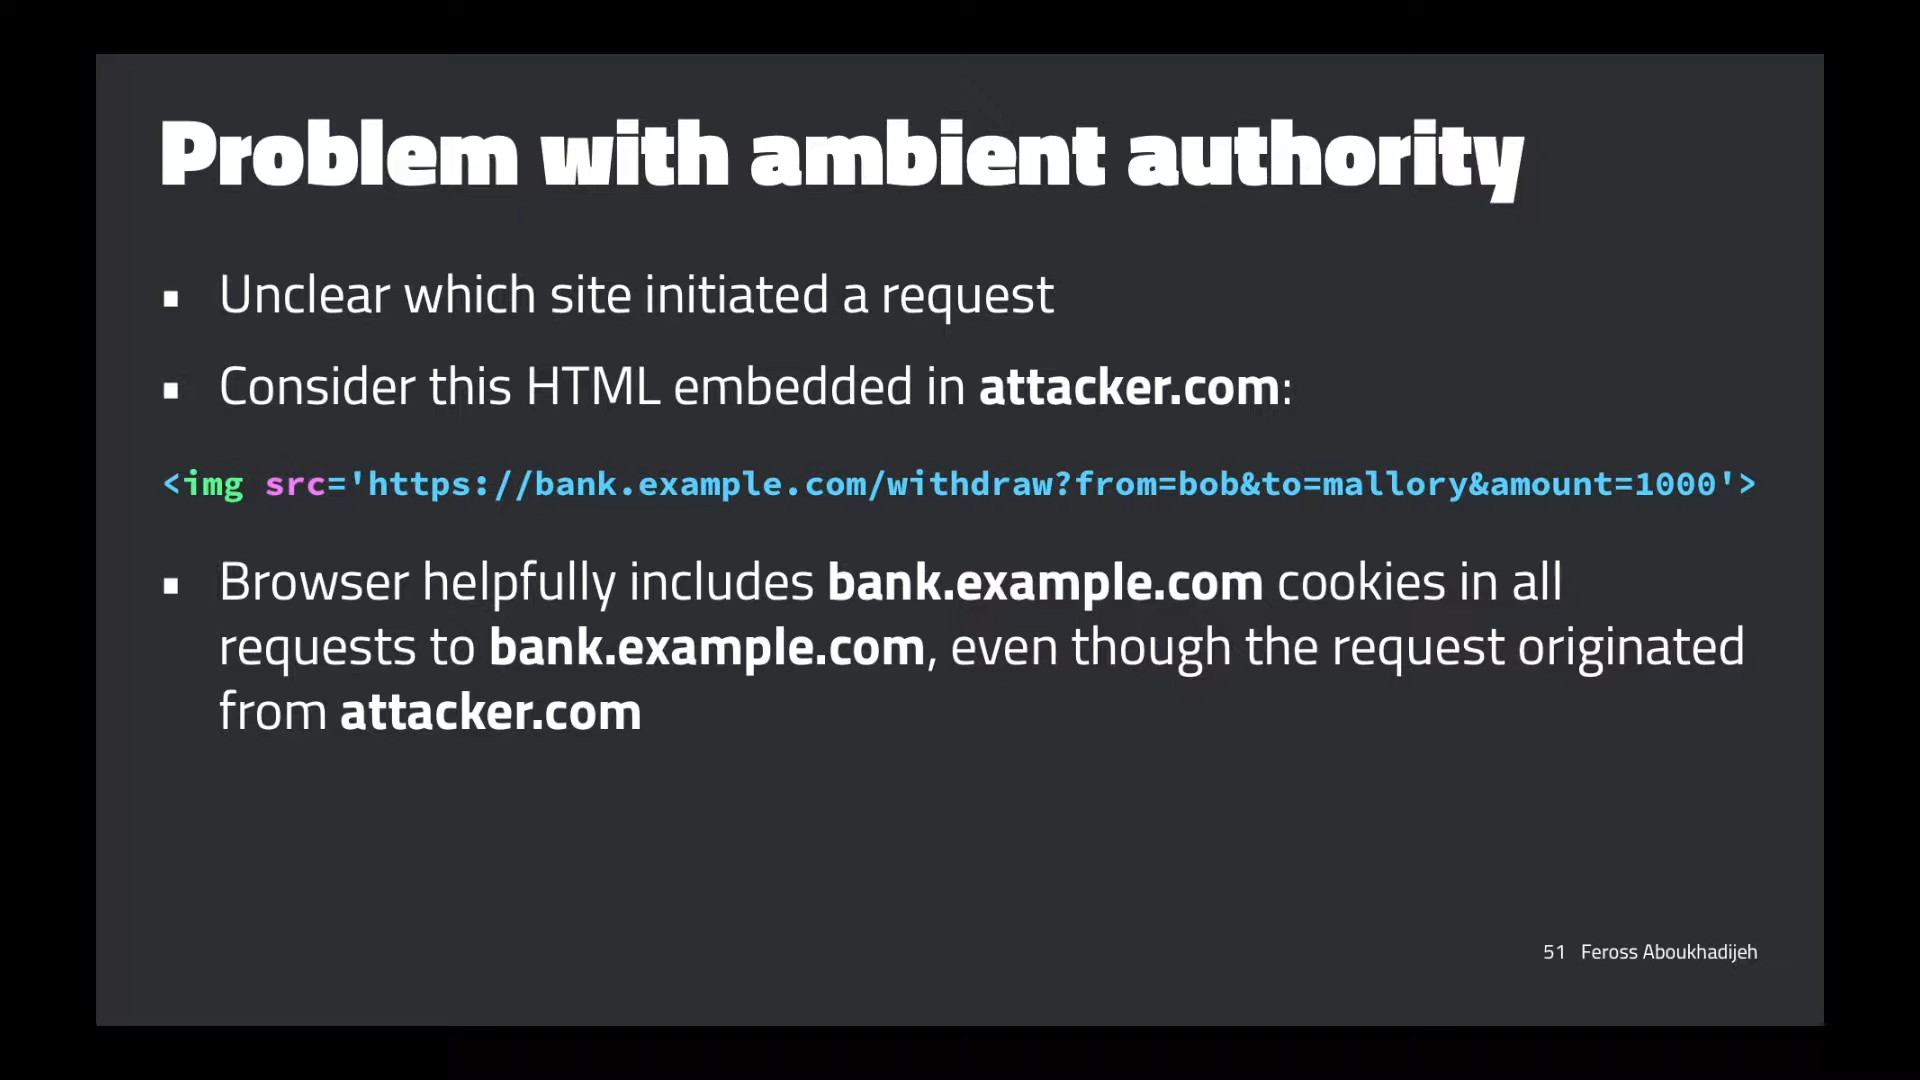 Problem with ambient authority
▪ Unclear which site initiated a request
▪ Consider this HTML embedded in attacker.com:
<img src='https://bank.example.com/withdraw?from=bob&to=mallory&amount=1000'>
▪ Browser helpfully includes bank.example.com cookies in all
requests to bank.example.com, even though the request originated
from attacker.com
51 Feross Aboukhadijeh